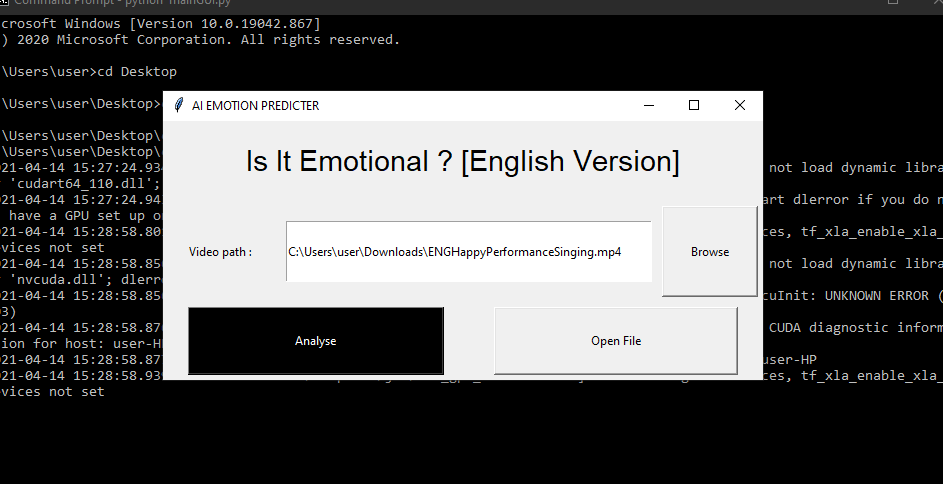 Command Prompt - python mainGui.py
crosoft Windows [Version 10.0.19042.867]
) 2020 Microsoft Corporation. All rights reserved.
\Users\user>cd Desktop
\Users\user\Desktop>
AI EMOTION PREDICTER
\Users\user\Desktop\
\Users\user\Desktop\
Is It Emotional ? [English Version]
21-04-14 15:27:24.93 not load dynamic libra
'cudart64_110.dll';
21-04-14 15:27:24.94 art dlerror if you do n
have a GPU set up o
21-04-14 15:28:58.80 ces, tf_xla_enable_xla_
vices not set
Video path :
C:\Users\user\Downloads\ENGHappyPerformanceSinging.mp4
Browse
21-04-14 15:28:58.85 not load dynamic libra
'nvcuda.dll'; dlerr
21-04-14 15:28:58.85 cuInit: UNKNOWN ERROR (
03)
21-04-14 15:28:58.87 CUDA diagnostic inform
ion for host: user-H
Analyse
Open File
21-04-14 15:28:58.87 user-HP
21-04-14 15:28:58.93 ces, tf_xla_enable_xla_
vices not set